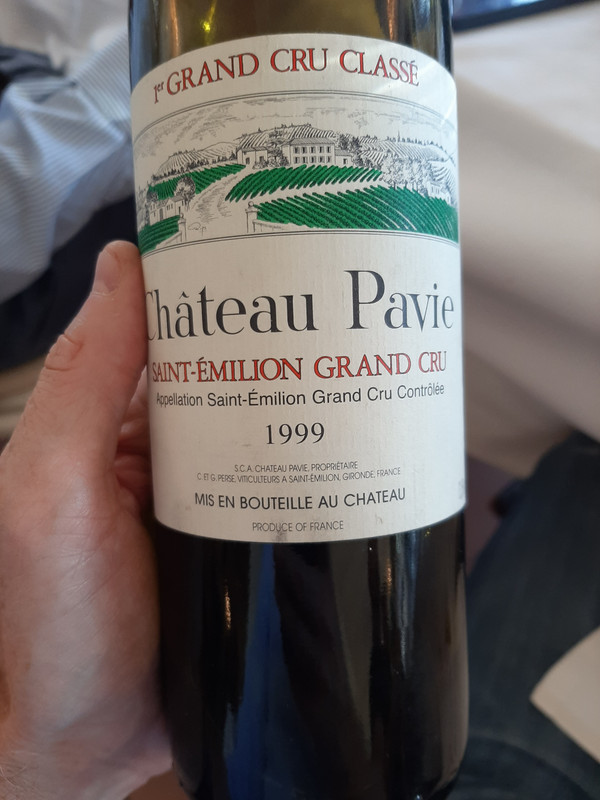 1er GRAND CRU CLASSÉ
Château Pavie
SAINT-ÉMILION GRAND CRU
Appellation Saint-Émilion Grand Cru Contrôlée
1999
S.C.A. CHATEAU PAVIE, PROPRIÉTAIRE
C. ET G. PERSE, VITICULTEURS A SAINT-ÉMILION, GIRONDE, FRANCE
MIS EN BOUTEILLE AU CHATEAU
PRODUCE OF FRANCE